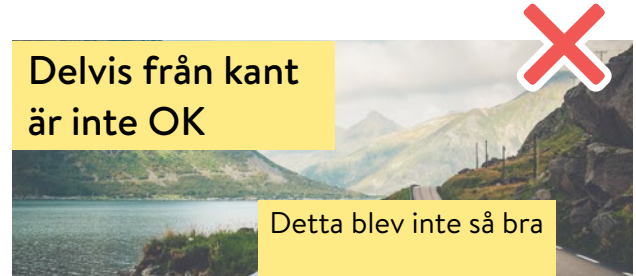 Delvis från kant
är inte OK
Detta blev inte så bra